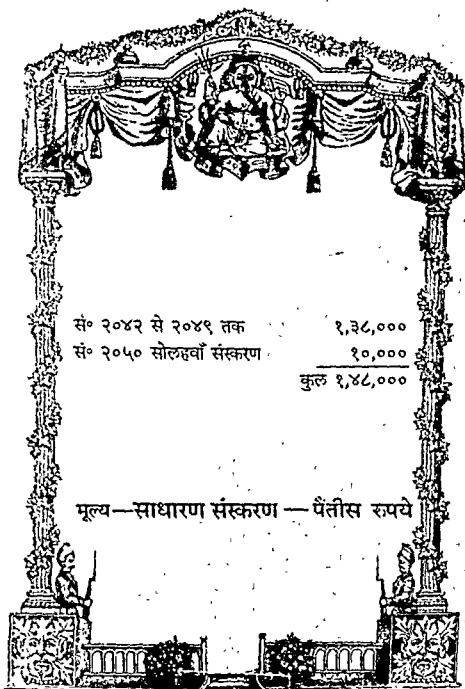 सं० २०४२ से २०४९ तक १,३८,०००
सं० २०५० सोलहवाँ संस्करण १०,०००
कुल १,४८,०००
मूल्य—साधारण संस्करण — पैंतीस रुपये